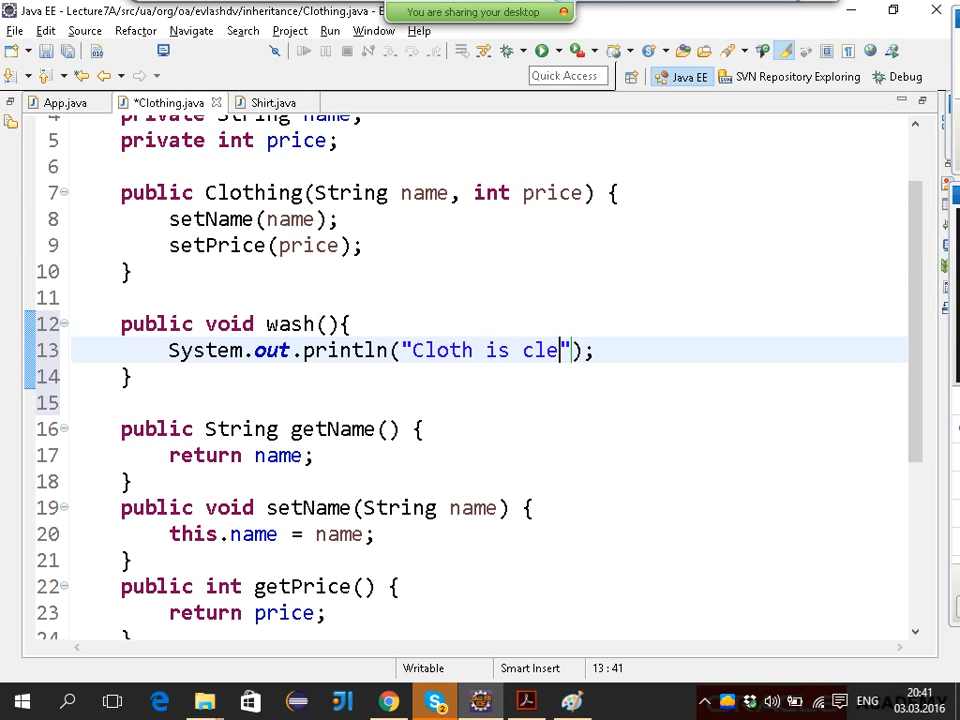 Java EE - Lecture7A/src/ua/org/oa/evlashdv/inheritance/Clothing.java - E
You are sharing your desktop
File Edit Source Refactor Navigate Search Project Run Window Help
Quick Access
Java EE
SVN Repository Exploring
Debug
App.java
*Clothing.java
Shirt.java
4 private String name;
5 private int price;
6
7 public Clothing(String name, int price) {
8 setName(name);
9 setPrice(price);
10 }
11
12 public void wash(){
13 System.out.println("Cloth is cle");
14 }
15
16 public String getName() {
17 return name;
18 }
19 public void setName(String name) {
20 this.name = name;
21 }
22 public int getPrice() {
23 return price;
24 }
Writable
Smart Insert
13 : 41
ENG
20:41
03.03.2016